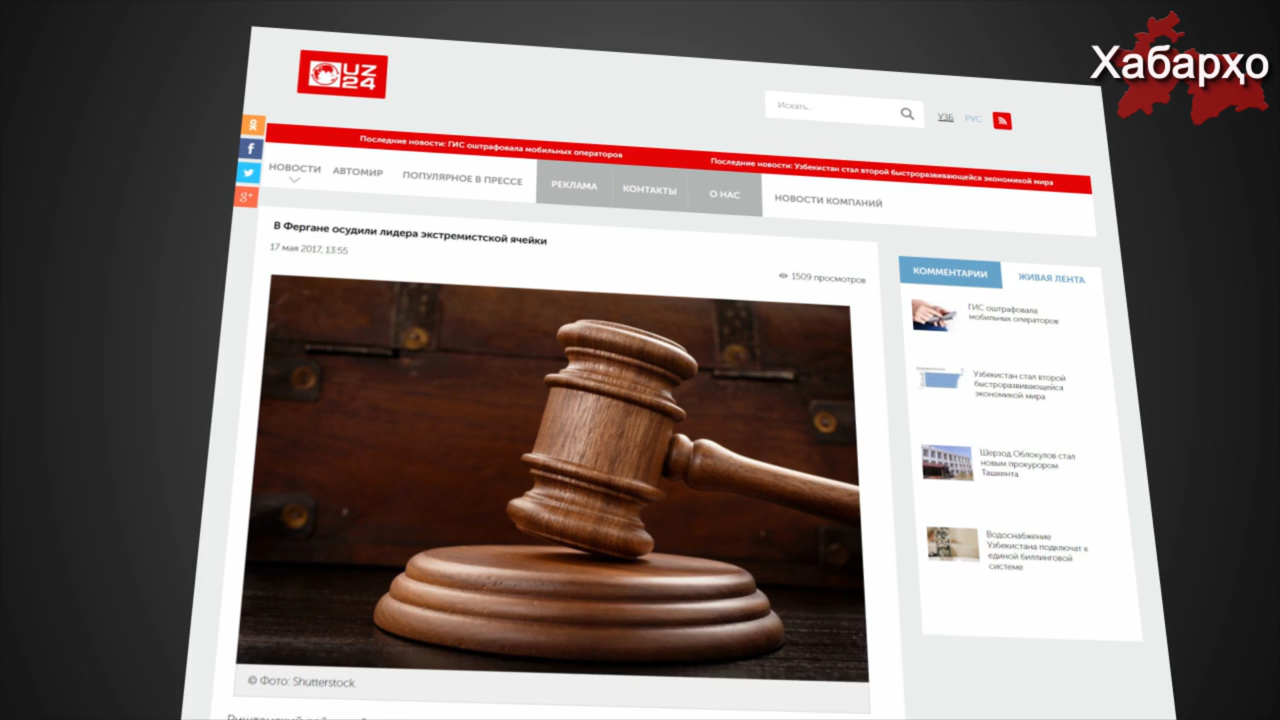 Хабарҳо
UZ
24
Искать...
УЗБ
РУС
Последние новости: ГИС оштрафовала мобильных операторов
Последние новости: Узбекистан стал второй быстроразвивающейся экономикой мира
НОВОСТИ
АВТОМИР
ПОПУЛЯРНОЕ В ПРЕССЕ
РЕКЛАМА
КОНТАКТЫ
О НАС
НОВОСТИ КОМПАНИЙ
В Фергане осудили лидера экстремистской ячейки
17 мая 2017, 13:55
1509 просмотров
© Фото: Shutterstock.
КОММЕНТАРИИ
ЖИВАЯ ЛЕНТА
ГИС оштрафовала
мобильных операторов
Узбекистан стал второй
быстроразвивающейся
экономикой мира
Шерзод Облокулов стал
новым прокурором
Ташкента
Водоснабжение
Узбекистана подключат к
единой биллинговой
системе